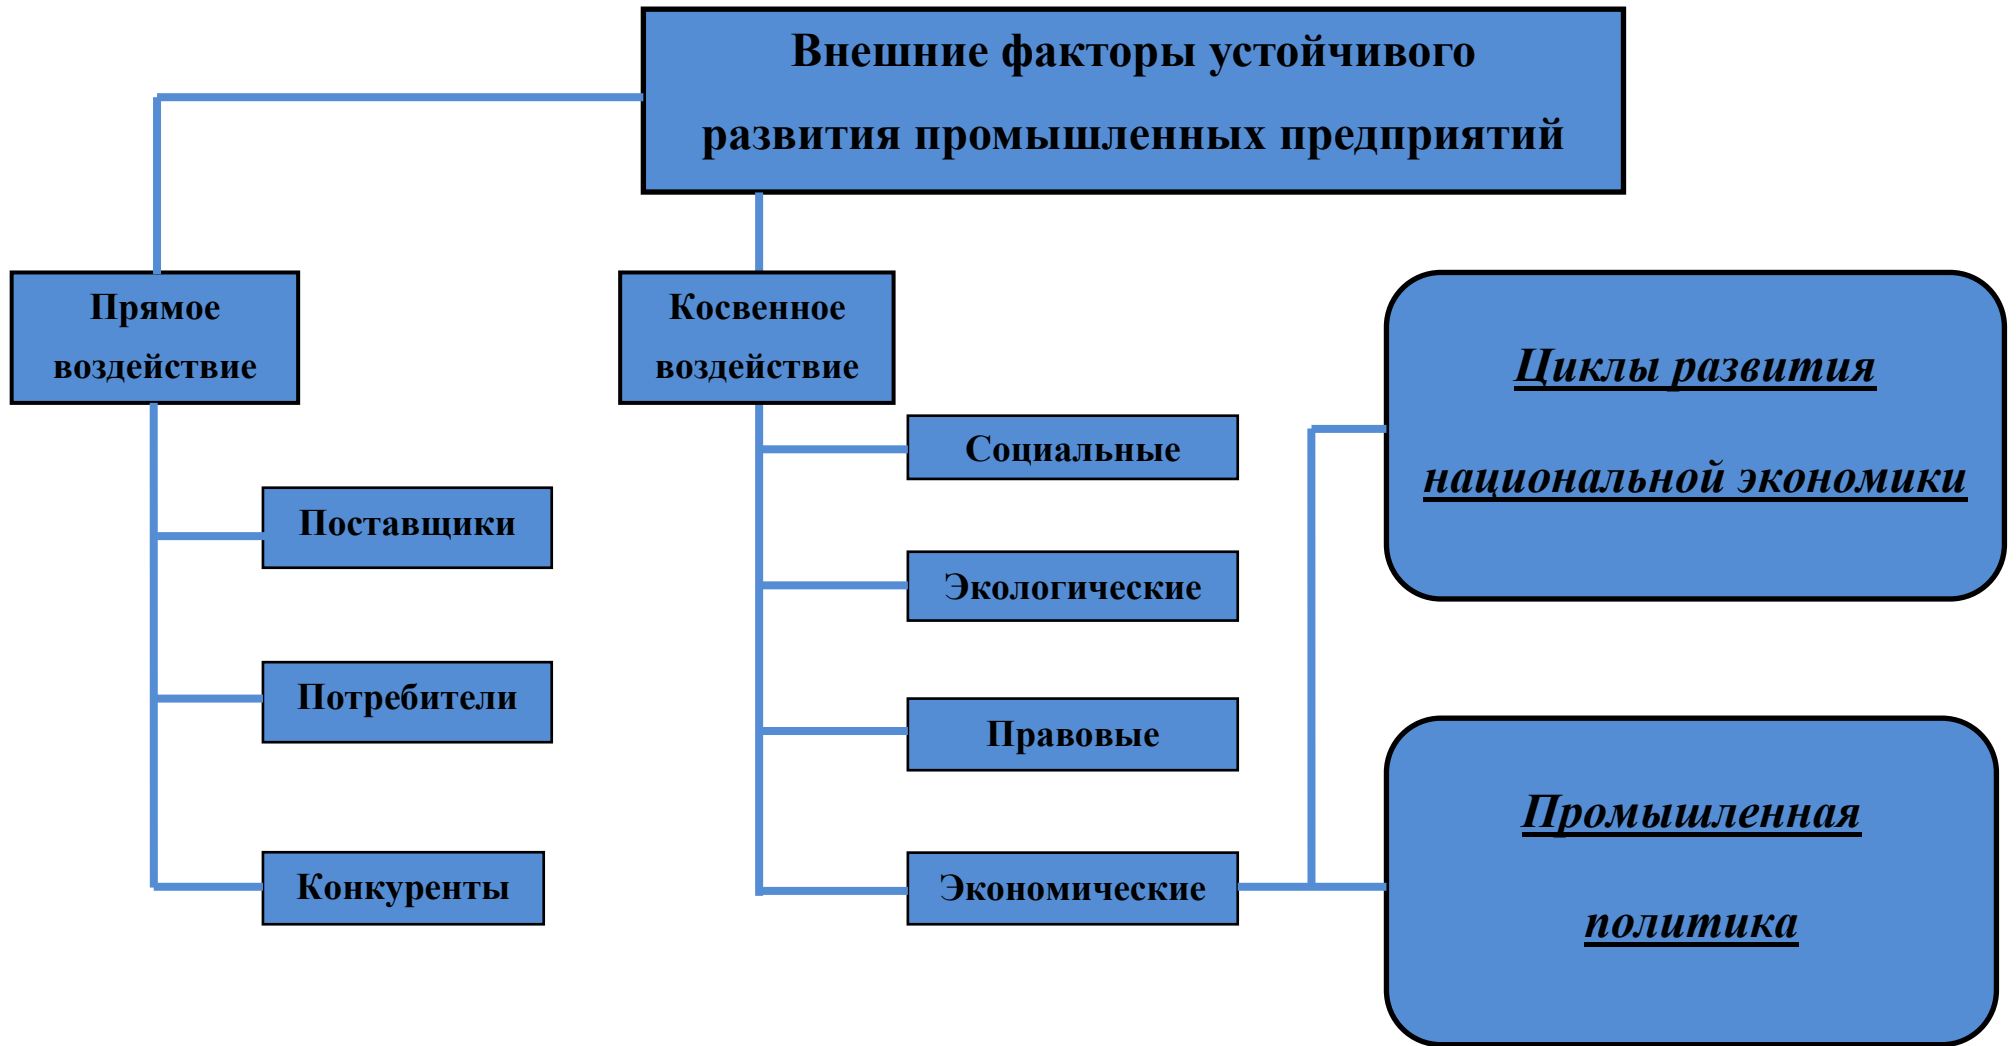 Внешние факторы устойчивого
развития промышленных предприятий
Прямое
воздействие
Поставщики
Потребители
Конкуренты
Косвенное
воздействие
Социальные
Экологические
Правовые
Экономические
Циклы развития
национальной экономики
Промышленная
политика